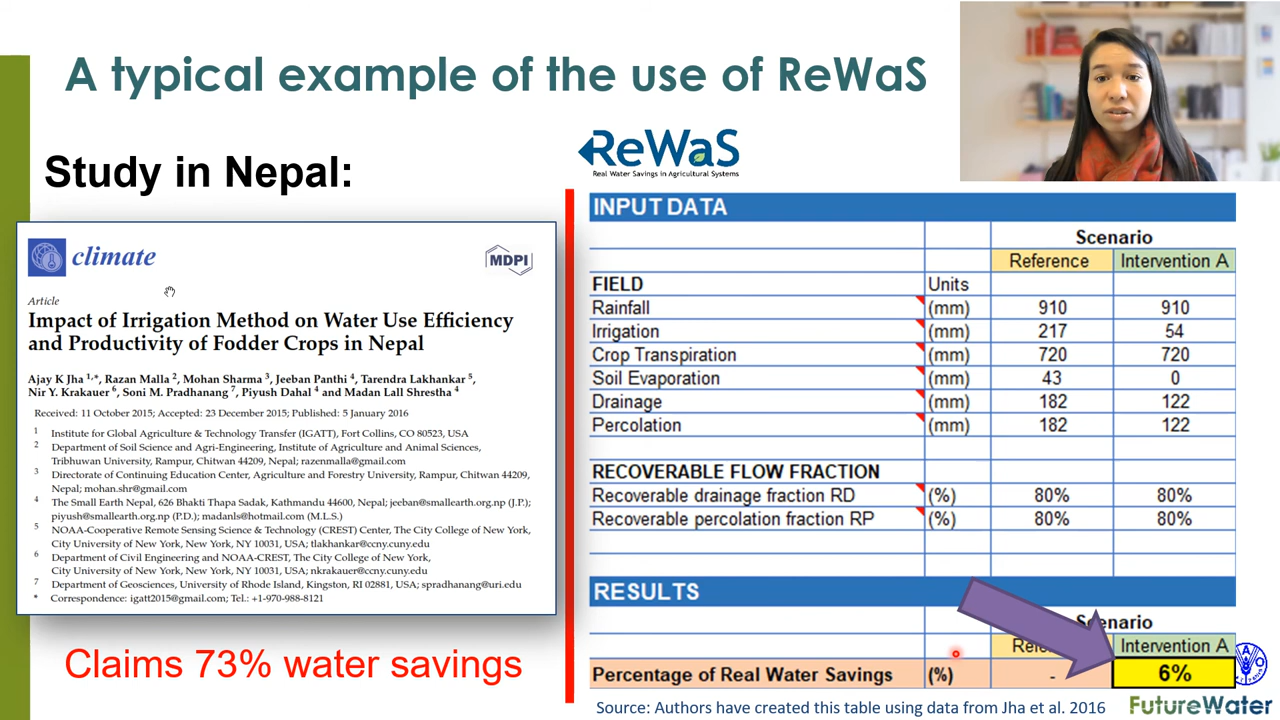 A typical example of the use of ReWaS
Study in Nepal:
climate
MDPI
Article
Impact of Irrigation Method on Water Use Efficiency
and Productivity of Fodder Crops in Nepal
Ajay K Jha 1,*, Razan Malla 2, Mohan Sharma 3, Jeeban Panthi 4, Tarendra Lakhankar 5,
Nir Y. Krakauer 6, Soni M. Pradhanang 7, Piyush Dahal 4 and Madan Lall Shrestha 4
Received: 11 October 2015; Accepted: 23 December 2015; Published: 5 January 2016
1 Institute for Global Agriculture & Technology Transfer (IGATT), Fort Collins, CO 80523, USA
2 Department of Soil Science and Agri-Engineering, Institute of Agriculture and Animal Sciences,
Tribhuwan University, Rampur, Chitwan 44209, Nepal; razenmalla@gmail.com
3 Directorate of Continuing Education Center, Agriculture and Forestry University, Rampur, Chitwan 44209,
Nepal; mohan.shr@gmail.com
4 The Small Earth Nepal, 626 Bhakti Thapa Sadak, Kathmandu 44600, Nepal; jeeban@smallearth.org.np (J.P.);
piyush@smallearth.org.np (P.D.); madanls@hotmail.com (M.L.S.)
5 NOAA-Cooperative Remote Sensing Science & Technology (CREST) Center, The City College of New York,
City University of New York, New York, NY 10031, USA; tlakhankar@ccny.cuny.edu
6 Department of Civil Engineering and NOAA-CREST, The City College of New York,
City University of New York, New York, NY 10031, USA; nkrakauer@ccny.cuny.edu
7 Department of Geosciences, University of Rhode Island, Kingston, RI 02881, USA; spradhanang@uri.edu
* Correspondence: igatt2015@gmail.com; Tel.: +1-970-988-8121
Claims 73% water savings
ReWaS
Real Water Savings in Agricultural Systems
INPUT DATA
Scenario
Reference Intervention A
FIELD Units
Rainfall (mm) 910 910
Irrigation (mm) 217 54
Crop Transpiration (mm) 720 720
Soil Evaporation (mm) 43 0
Drainage (mm) 182 122
Percolation (mm) 182 122
RECOVERABLE FLOW FRACTION
Recoverable drainage fraction RD (%) 80% 80%
Recoverable percolation fraction RP (%) 80% 80%
RESULTS
Scenario
Intervention A
Percentage of Real Water Savings (%) - 6%
Source: Authors have created this table using data from Jha et al. 2016
FutureWater